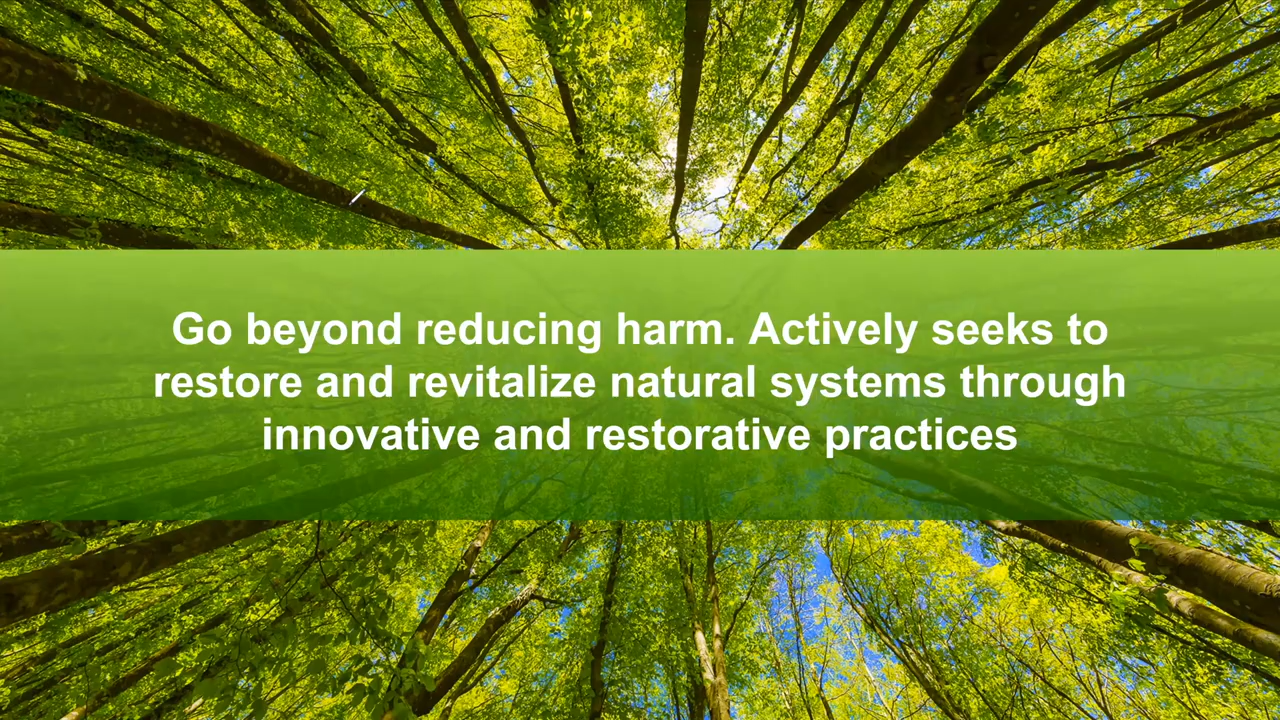 Go beyond reducing harm. Actively seeks to
restore and revitalize natural systems through
innovative and restorative practices